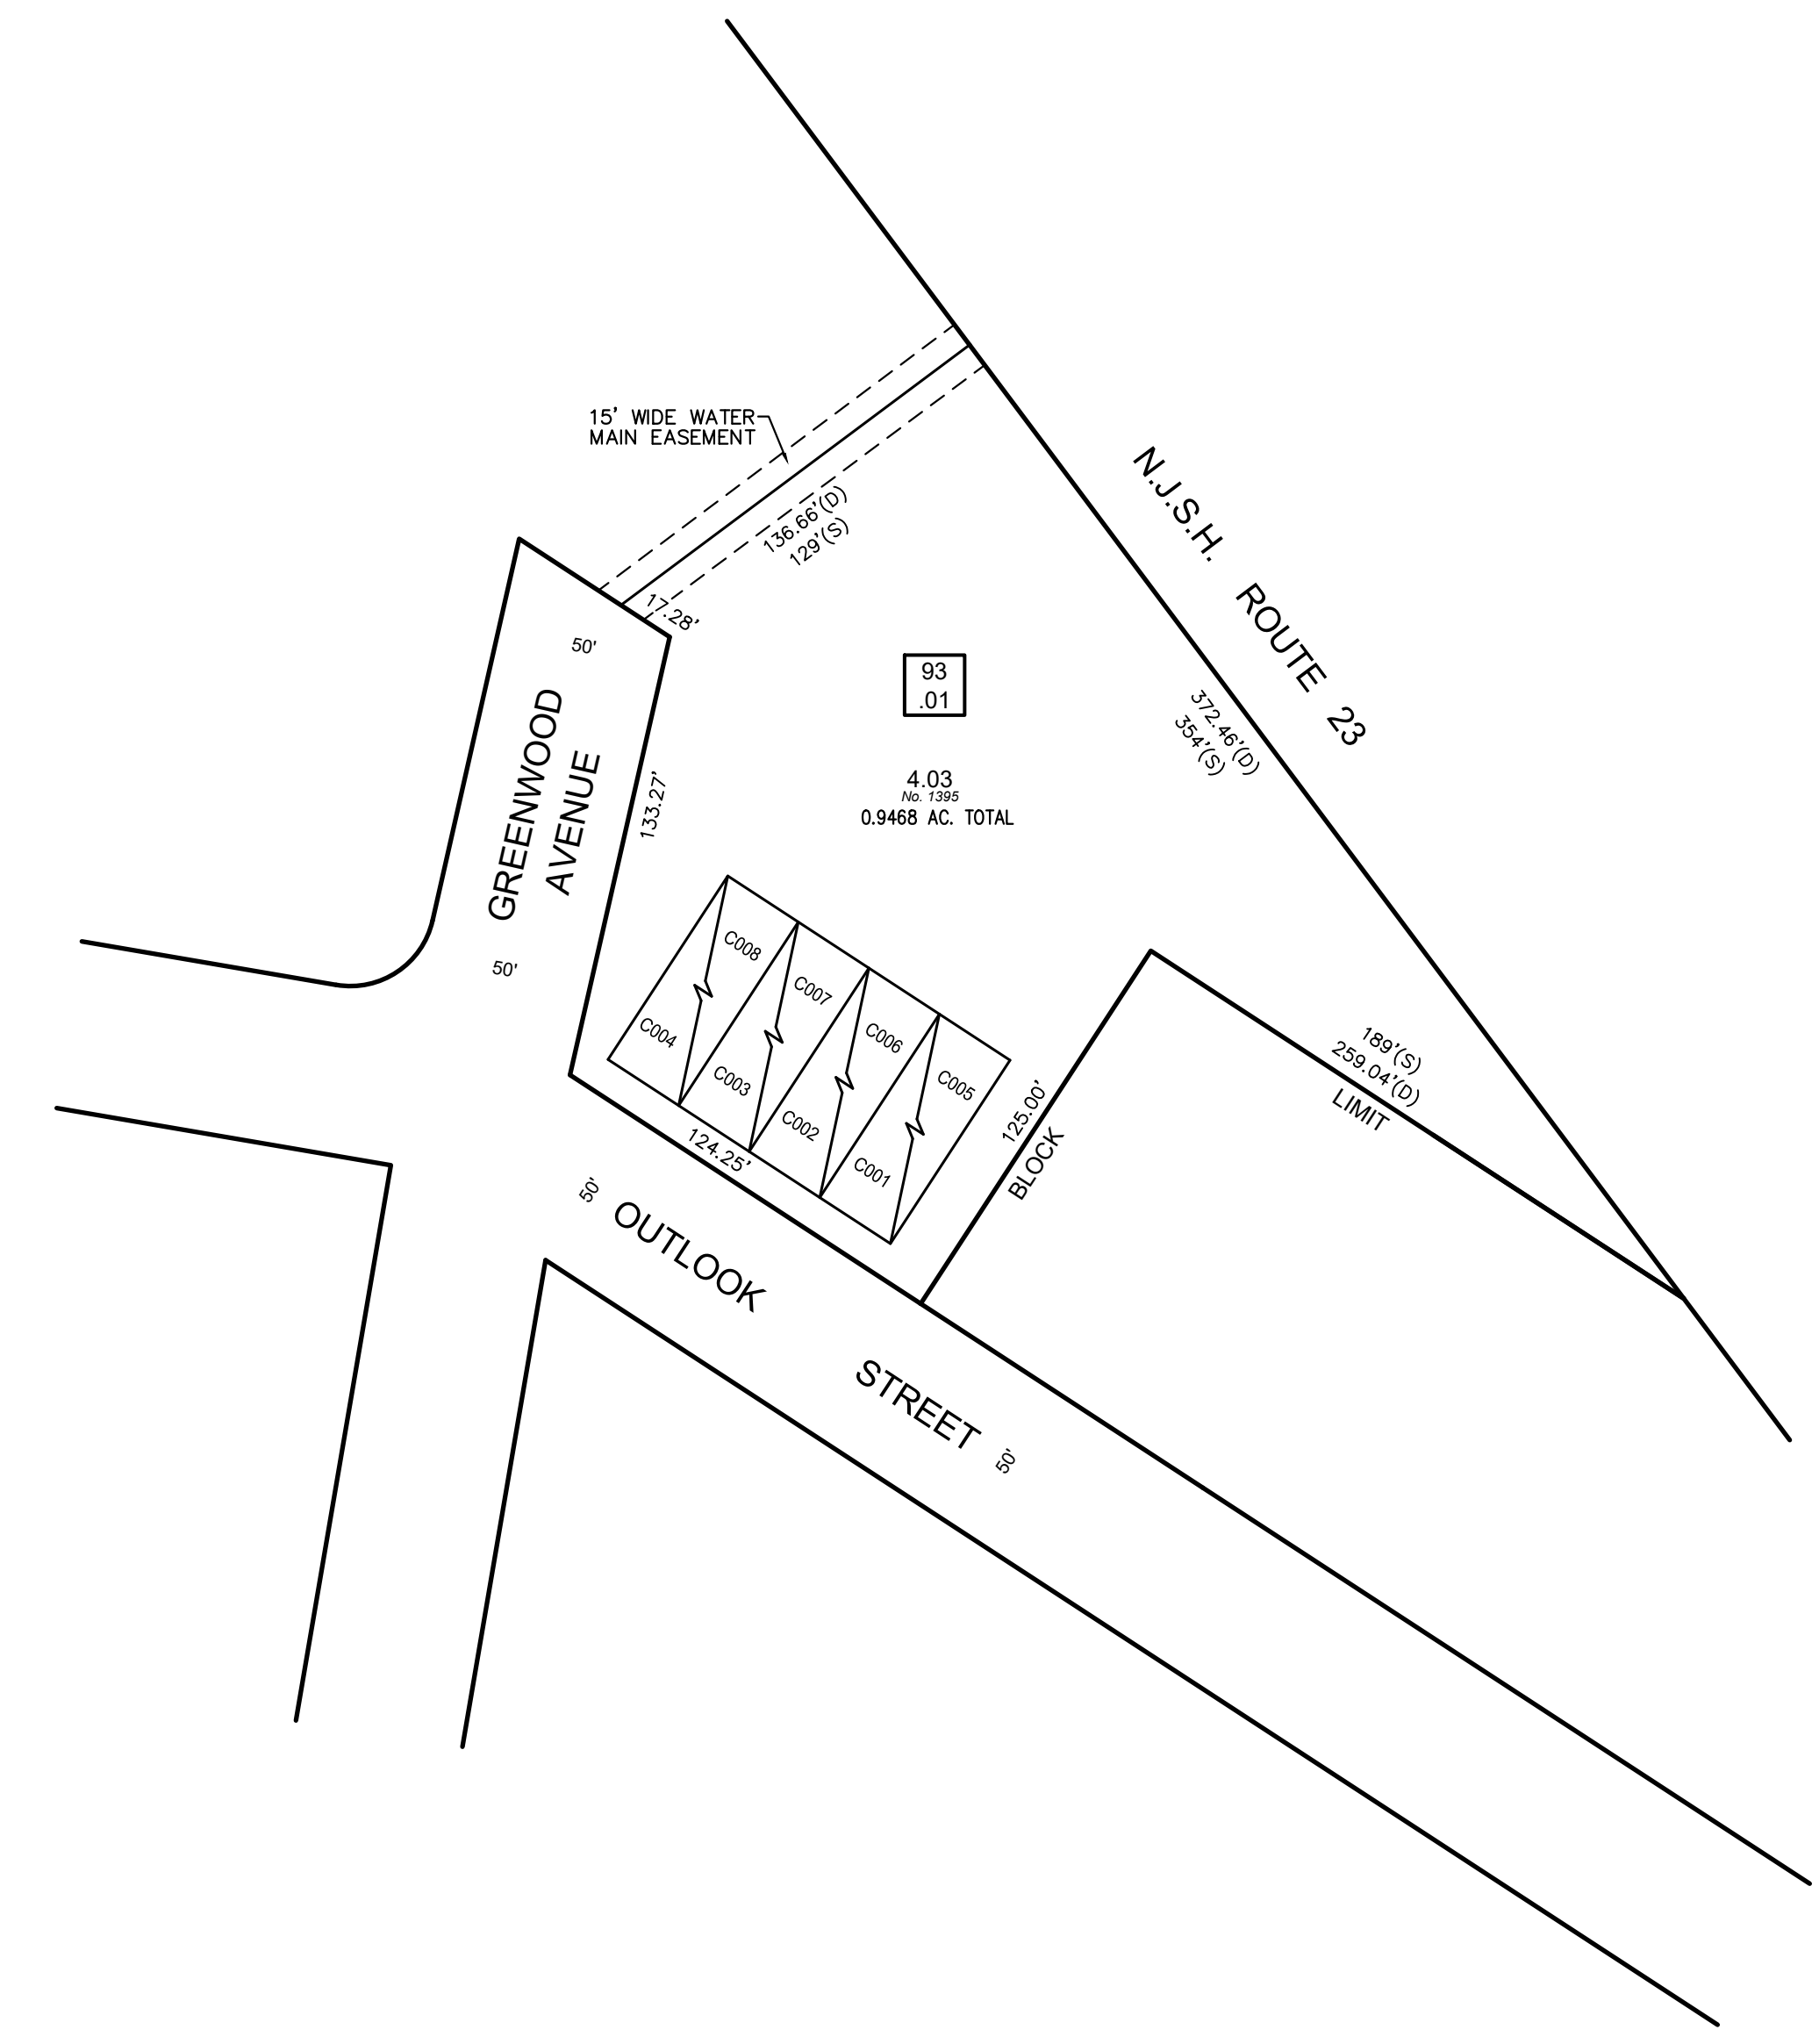 15' WIDE WATER
MAIN EASEMENT
136.66'(D)
129'(S)
N.J.S.H. ROUTE 23
17.28'
50'
93
.01
372.46'(D)
354'(S)
GREENWOOD
AVENUE
133.27'
4.03
No. 1395
0.9468 AC. TOTAL
C008
C007
C006
C005
C004
C003
C002
C001
50'
189'(S)
259.04'(D)
LIMIT
125.00'
BLOCK
124.25'
50'
OUTLOOK STREET
50'